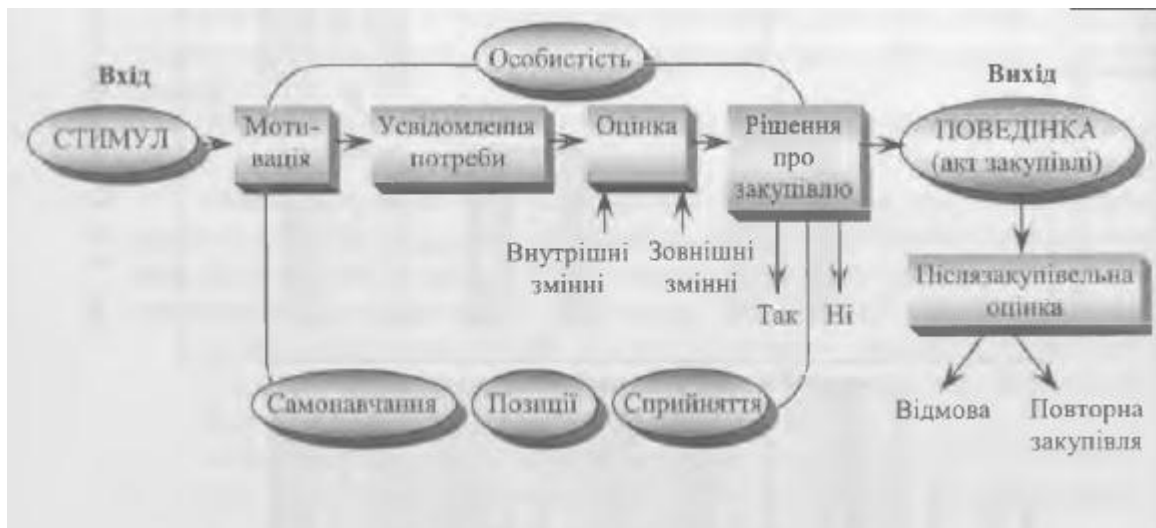 Особистість
Вхід
Вихід
СТИМУЛ
Моти-
вація
Усвідомлення
потреби
Оцінка
Рішення
про
закупівлю
ПОВЕДІНКА
(акт закупівлі)
Внутрішні
змінні
Зовнішні
змінні
Так
Ні
Післязакупівельна
оцінка
Самонавчання
Позиції
Сприйняття
Відмова
Повторна
закупівля